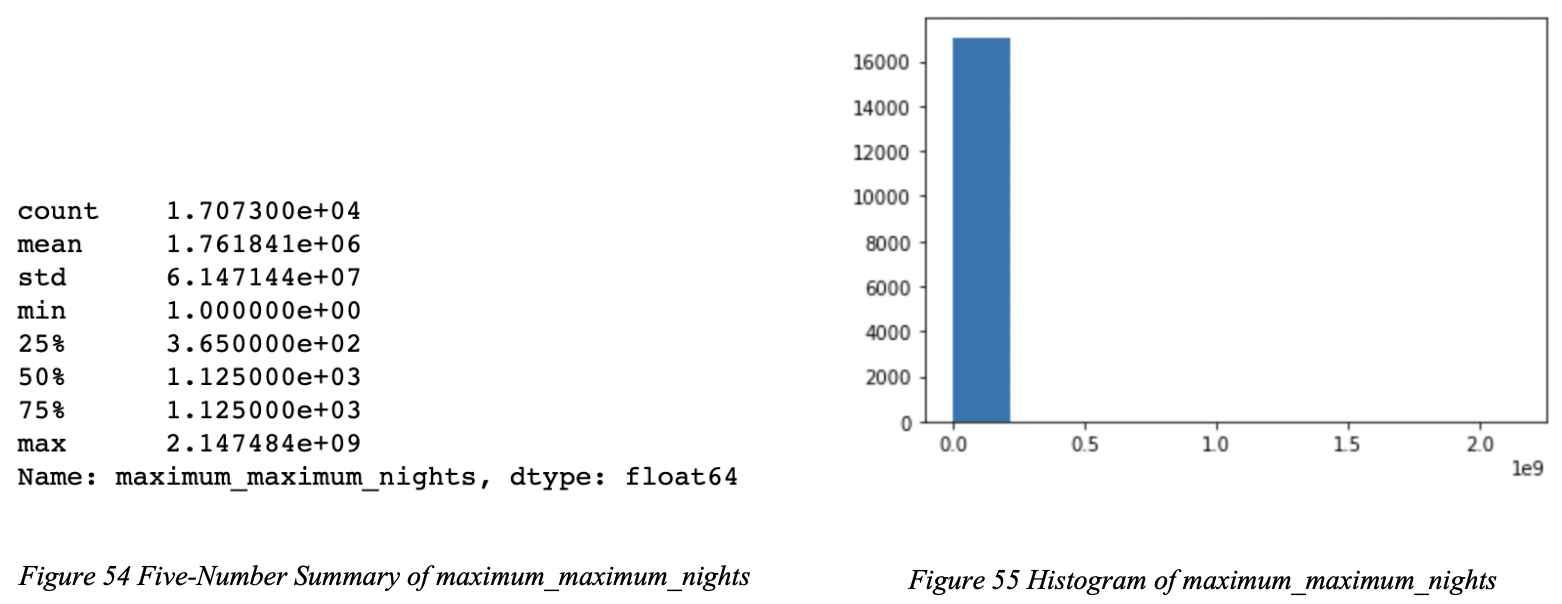 count 1.707300e+04
mean 1.761841e+06
std 6.147144e+07
min 1.000000e+00
25% 3.650000e+02
50% 1.125000e+03
75% 1.125000e+03
max 2.147484e+09
Name: maximum_maximum_nights, dtype: float64
Figure 54 Five-Number Summary of maximum_maximum_nights
16000
14000
12000
10000
8000
6000
4000
2000
0
0.0 0.5 1.0 1.5 2.0
1e9
Figure 55 Histogram of maximum_maximum_nights